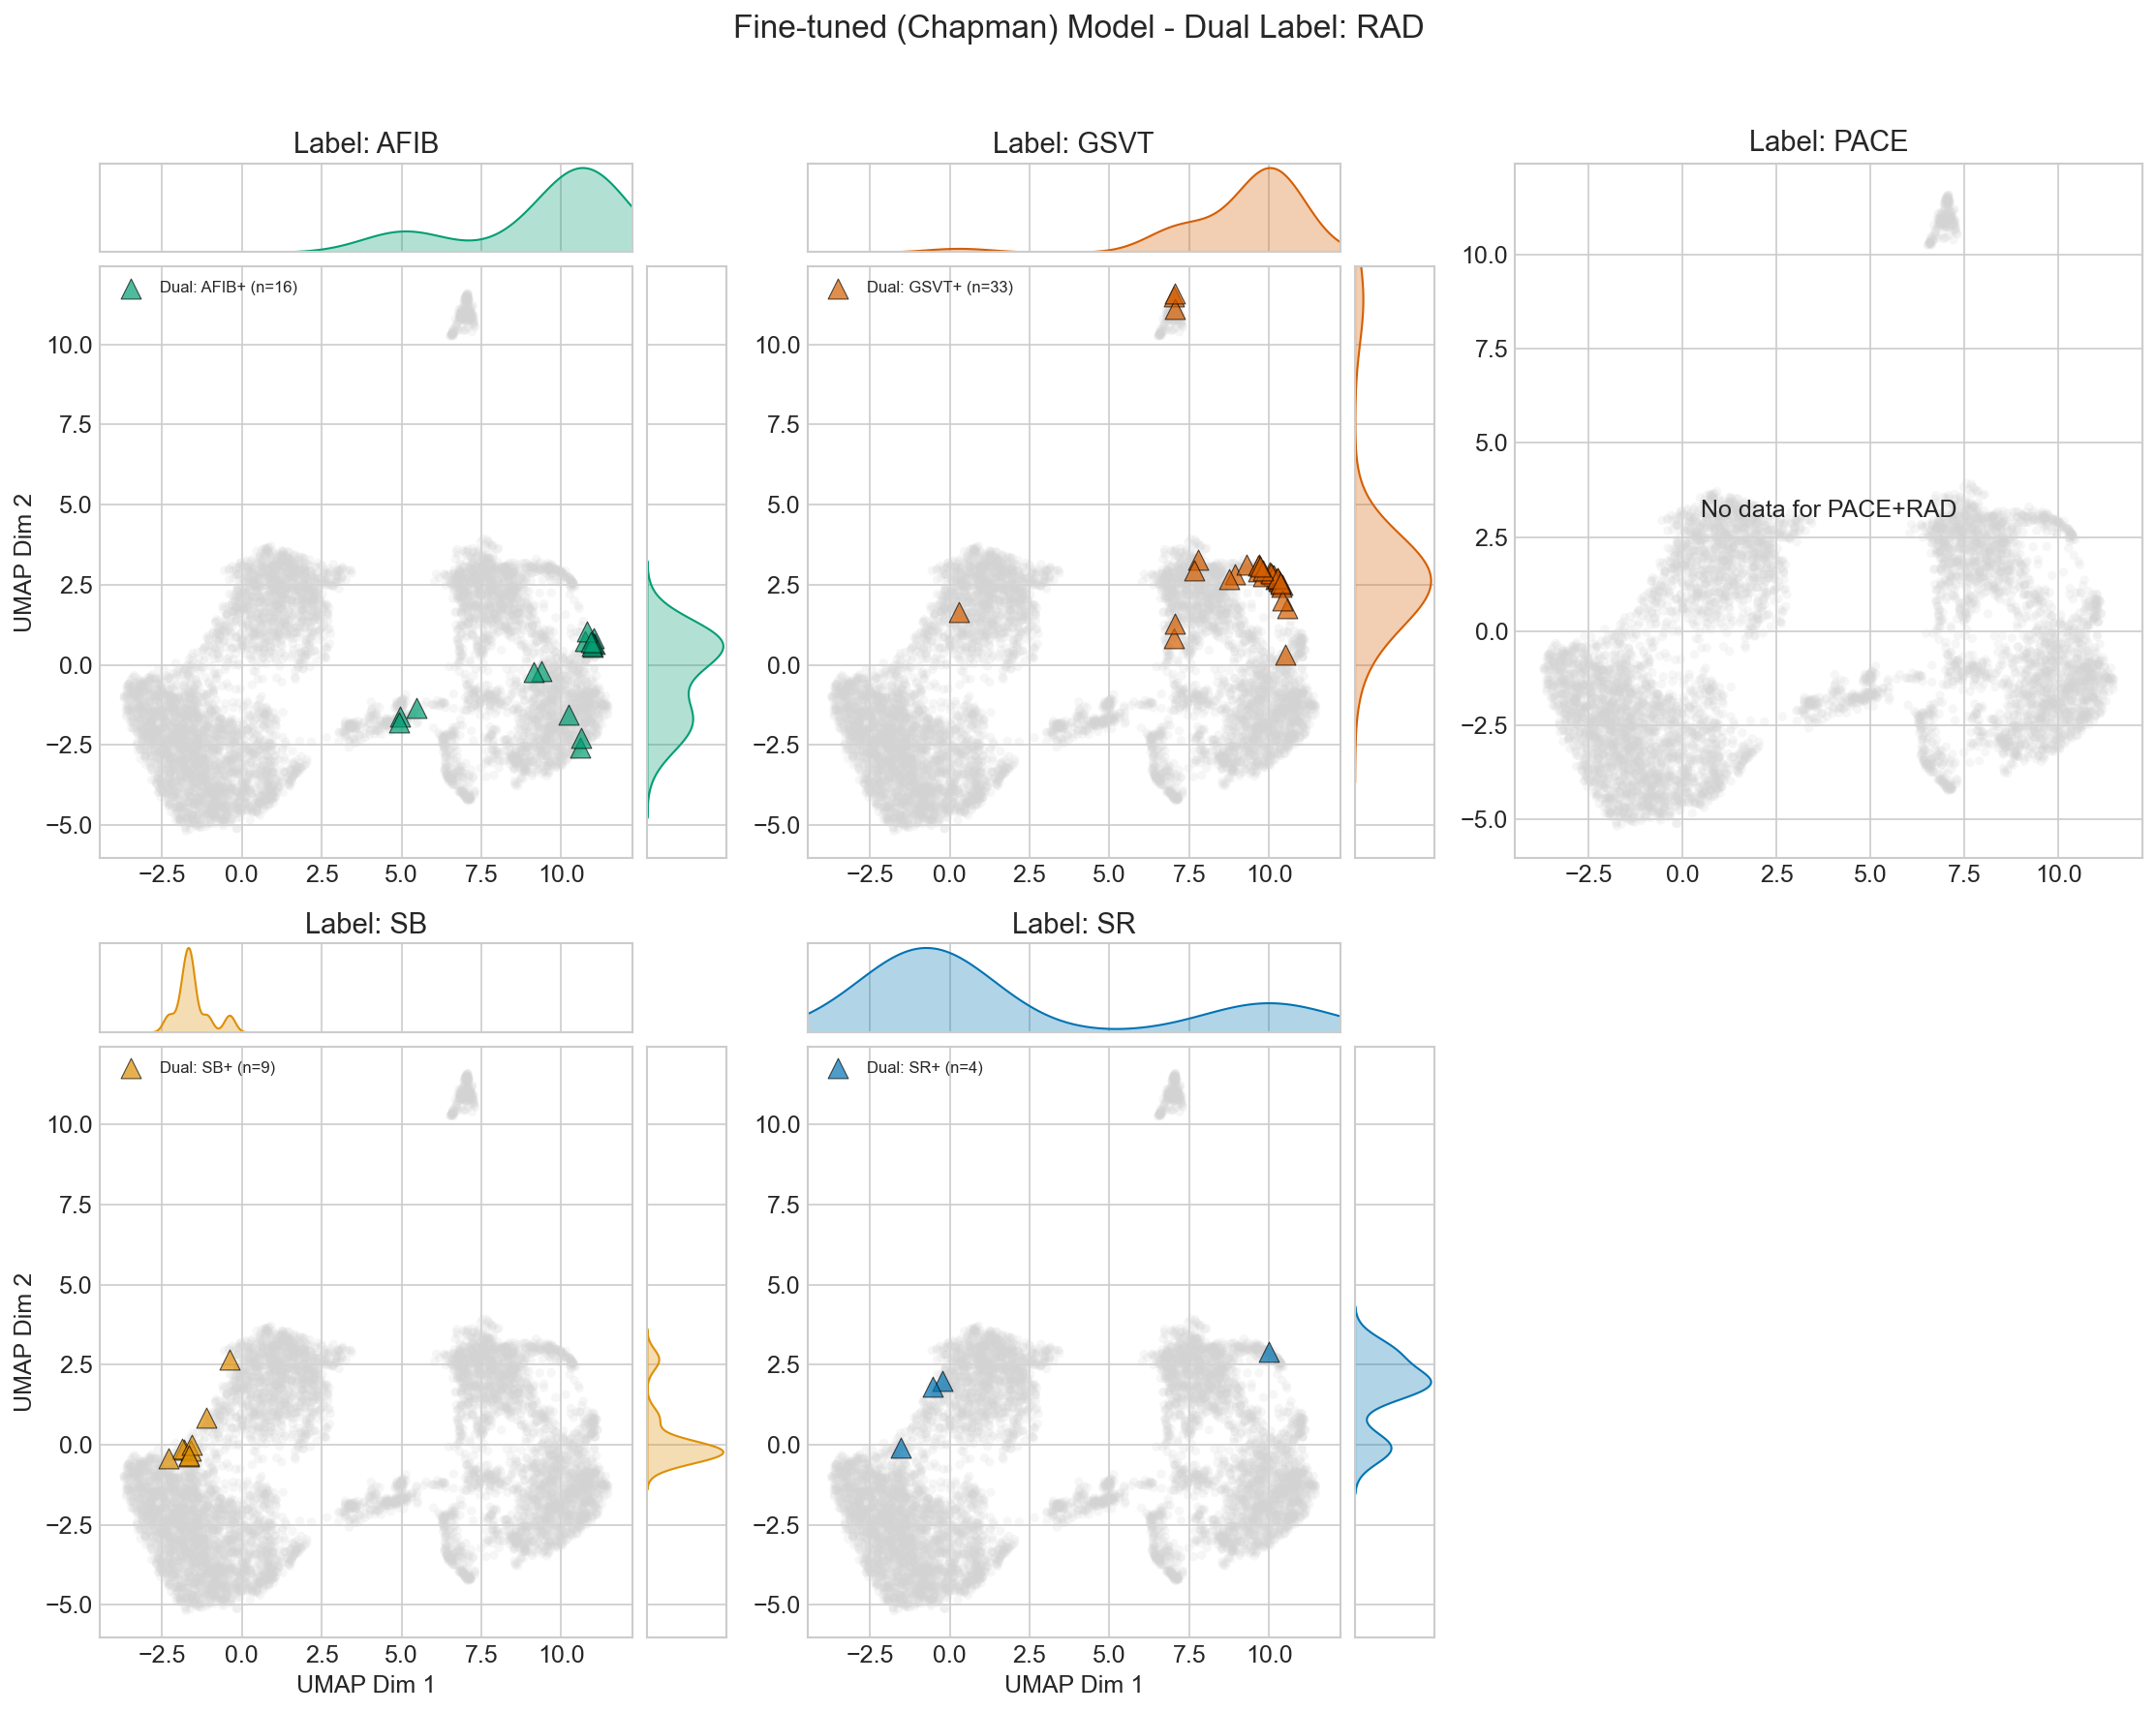 Fine-tuned (Chapman) Model - Dual Label: RAD
Label: AFIB
Dual: AFIB+ (n=16)
10.0
7.5
5.0
2.5
0.0
−2.5
−5.0
UMAP Dim 2
−2.5 0.0 2.5 5.0 7.5 10.0
Label: GSVT
Dual: GSVT+ (n=33)
10.0
7.5
5.0
2.5
0.0
−2.5
−5.0
−2.5 0.0 2.5 5.0 7.5 10.0
Label: PACE
10.0
7.5
5.0
No data for PACE+RAD
2.5
0.0
−2.5
−5.0
−2.5 0.0 2.5 5.0 7.5 10.0
Label: SB
Dual: SB+ (n=9)
10.0
7.5
5.0
2.5
0.0
−2.5
−5.0
UMAP Dim 2
−2.5 0.0 2.5 5.0 7.5 10.0
UMAP Dim 1
Label: SR
Dual: SR+ (n=4)
10.0
7.5
5.0
2.5
0.0
−2.5
−5.0
−2.5 0.0 2.5 5.0 7.5 10.0
UMAP Dim 1